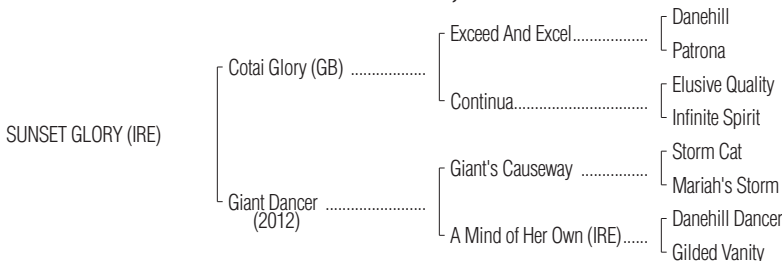 Danehill
Exceed And Excel.................
Patrona
Cotai Glory (GB) .................
Elusive Quality
Continua..............................
Infinite Spirit
SUNSET GLORY (IRE)
Storm Cat
Giant's Causeway ...............
Mariah's Storm
Giant Dancer ......................
(2012)
Danehill Dancer
A Mind of Her Own (IRE)......
Gilded Vanity